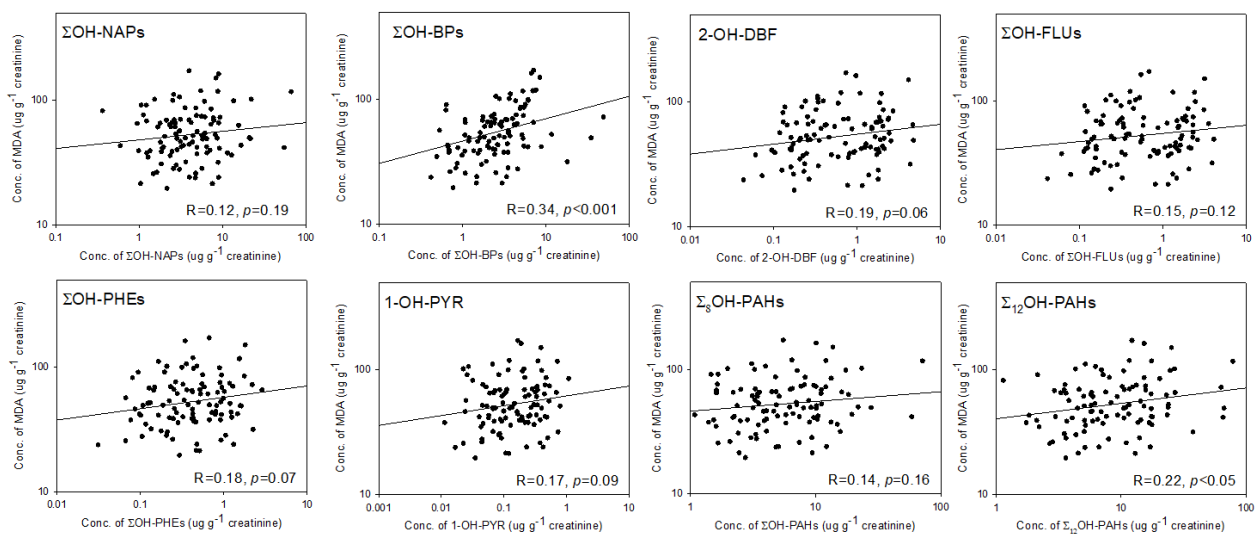 ΣOH-NAPs
Conc. of MDA (ug g⁻¹ creatinine)
100
10
R=0.12, p=0.19
0.1 1 10 100
Conc. of ΣOH-NAPs (ug g⁻¹ creatinine)
ΣOH-BPs
Conc. of MDA (ug g⁻¹ creatinine)
100
10
R=0.34, p<0.001
0.1 1 10 100
Conc. of ΣOH-BPs (ug g⁻¹ creatinine)
2-OH-DBF
Conc. of MDA (ug g⁻¹ creatinine)
100
10
R=0.19, p=0.06
0.01 0.1 1 10
Conc. of 2-OH-DBF (ug g⁻¹ creatinine)
ΣOH-FLUs
Conc. of MDA (ug g⁻¹ creatinine)
100
10
R=0.15, p=0.12
0.01 0.1 1 10
Conc. of ΣOH-FLUs (ug g⁻¹ creatinine)
ΣOH-PHEs
Conc. of MDA (ug g⁻¹ creatinine)
100
10
R=0.18, p=0.07
0.01 0.1 1 10
Conc. of ΣOH-PHEs (ug g⁻¹ creatinine)
1-OH-PYR
Conc. of MDA (ug g⁻¹ creatinine)
100
10
R=0.17, p=0.09
0.001 0.01 0.1 1 10
Conc. of 1-OH-PYR (ug g⁻¹ creatinine)
Σ₈OH-PAHs
Conc. of MDA (ug g⁻¹ creatinine)
100
10
R=0.14, p=0.16
1 10 100
Conc. of ΣOH-PAHs (ug g⁻¹ creatinine)
Σ₁₂OH-PAHs
Conc. of MDA (ug g⁻¹ creatinine)
100
10
R=0.22, p<0.05
1 10 100
Conc. of Σ₁₂OH-PAHs (ug g⁻¹ creatinine)